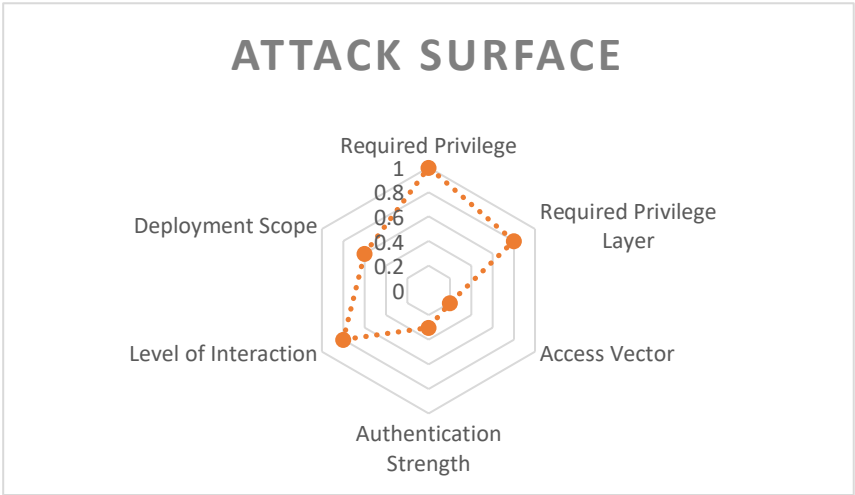 ATTACK SURFACE
Required Privilege
1
0.8
0.6
0.4
0.2
0
Required Privilege
Layer
Access Vector
Authentication
Strength
Level of Interaction
Deployment Scope